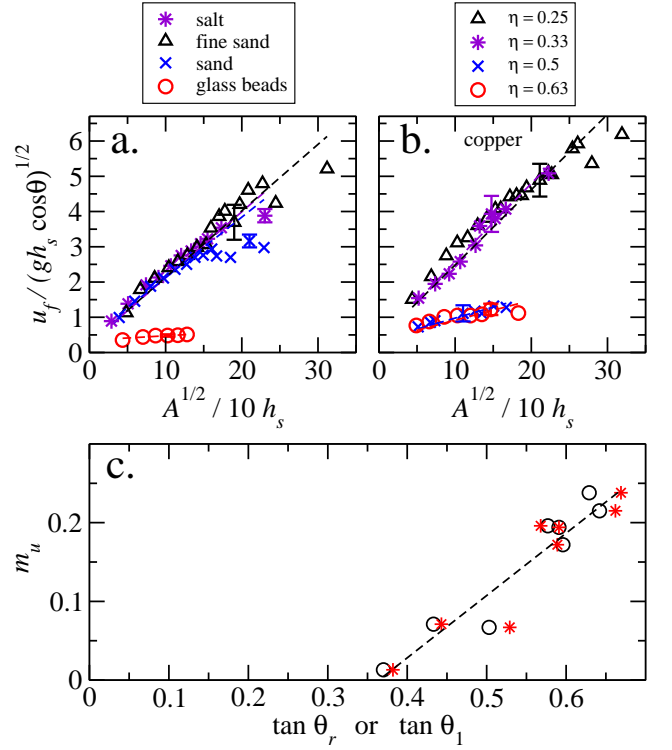 salt
fine sand
sand
glass beads
η = 0.25
η = 0.33
η = 0.5
η = 0.63
a.
b.
copper
u_f / (gh_s cosθ)^{1/2}
6
5
4
3
2
1
0
0 10 20 30
0 10 20 30
A^{1/2} / 10 h_s
A^{1/2} / 10 h_s
c.
m_u
0.2
0.1
0
0 0.1 0.2 0.3 0.4 0.5 0.6
tan θ_r or tan θ_1